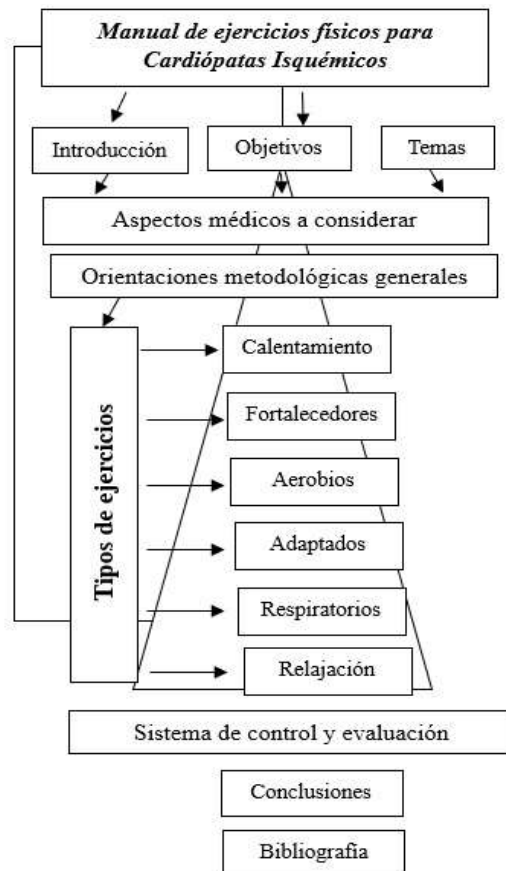 Manual de ejercicios físicos para
Cardiópatas Isquémicos
Introducción
Objetivos
Temas
Aspectos médicos a considerar
Orientaciones metodológicas generales
Tipos de ejercicios
Calentamiento
Fortalecedores
Aerobios
Adaptados
Respiratorios
Relajación
Sistema de control y evaluación
Conclusiones
Bibliografía